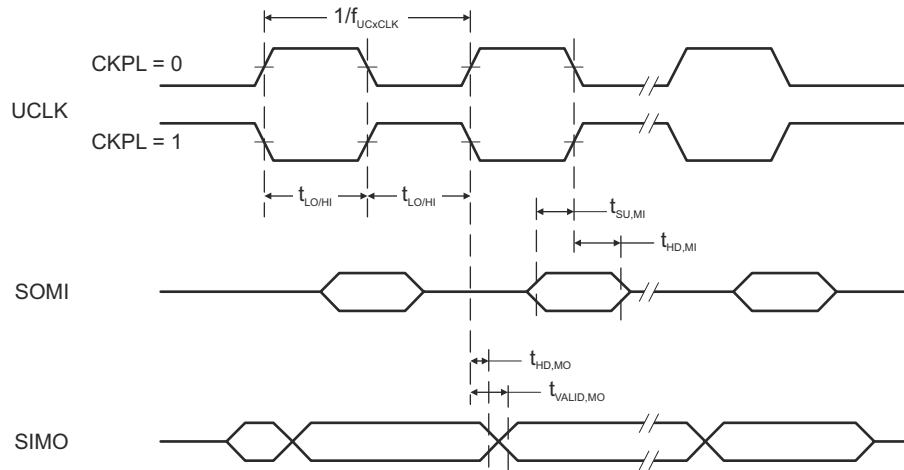 1/fUCxCLK
CKPL = 0
UCLK
CKPL = 1
tLO/HI tLO/HI
tSU,MI
tHD,MI
SOMI
tHD,MO
tVALID,MO
SIMO